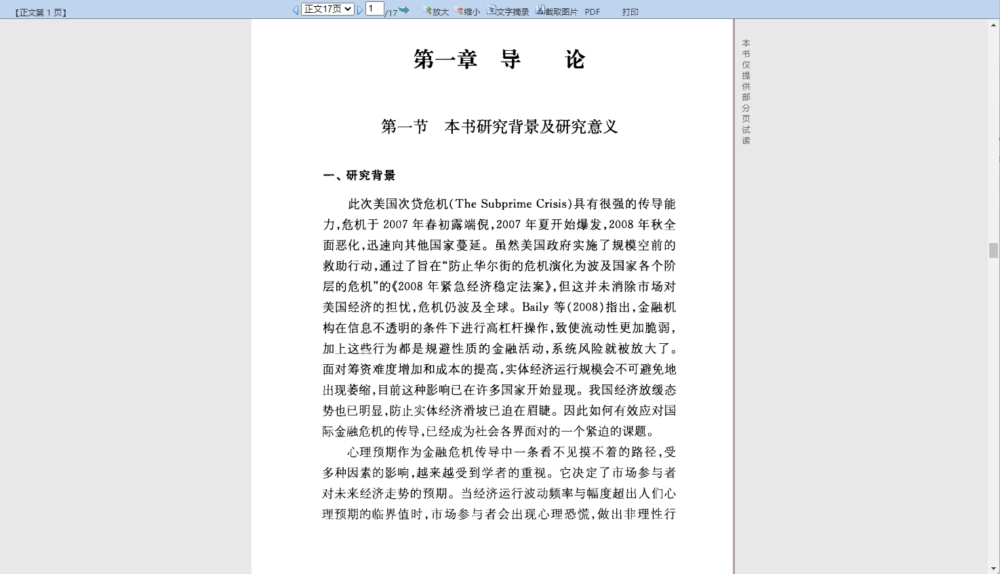 【正文第 1 页】
正文17页 1 /17 放大 缩小 文字摘录 截取图片 PDF 打印
第一章 导 论
第一节 本书研究背景及研究意义
一、研究背景
此次美国次贷危机(The Subprime Crisis)具有很强的传导能
力,危机于 2007 年春初露端倪,2007 年夏开始爆发,2008 年秋全
面恶化,迅速向其他国家蔓延。虽然美国政府实施了规模空前的
救助行动,通过了旨在“防止华尔街的危机演化为波及国家各个阶
层的危机”的《2008 年紧急经济稳定法案》,但这并未消除市场对
美国经济的担忧,危机仍波及全球。Baily 等(2008)指出,金融机
构在信息不透明的条件下进行高杠杆操作,致使流动性更加脆弱,
加上这些行为都是规避性质的金融活动,系统风险就被放大了。
面对筹资难度增加和成本的提高,实体经济运行规模会不可避免地
出现萎缩,目前这种影响已在许多国家开始显现。我国经济放缓态
势也已明显,防止实体经济滑坡已迫在眉睫。因此如何有效应对国
际金融危机的传导,已经成为社会各界面对的一个紧迫的课题。
心理预期作为金融危机传导中一条看不见摸不着的路径,受
多种因素的影响,越来越受到学者的重视。它决定了市场参与者
对未来经济走势的预期。当经济运行波动频率与幅度超出人们心
理预期的临界值时,市场参与者会出现心理恐慌,做出非理性行
本书仅提供部分页试读